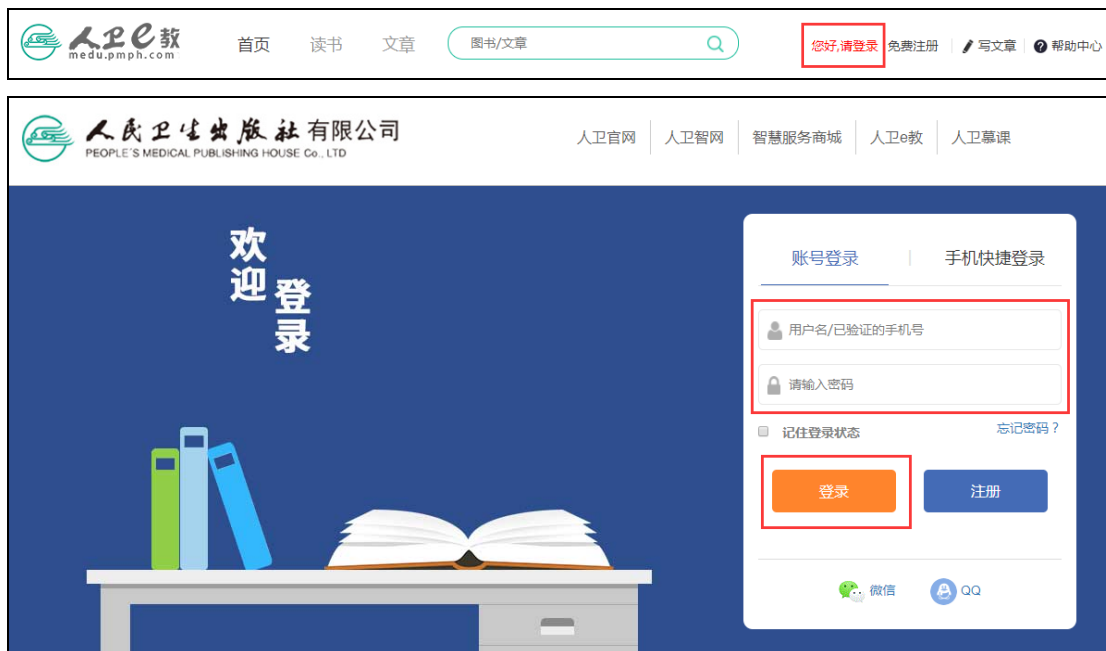 人卫e教
medu.pmph.com
首页 读书 文章 图书/文章 您好,请登录 免费注册 写文章 帮助中心
人民卫生出版社有限公司
PEOPLE'S MEDICAL PUBLISHING HOUSE Co., LTD
人卫官网 人卫智网 智慧服务商城 人卫e教 人卫慕课
欢迎
登录
账号登录 手机快捷登录
用户名/已验证的手机号
请输入密码
记住登录状态 忘记密码？
登录 注册
微信 QQ